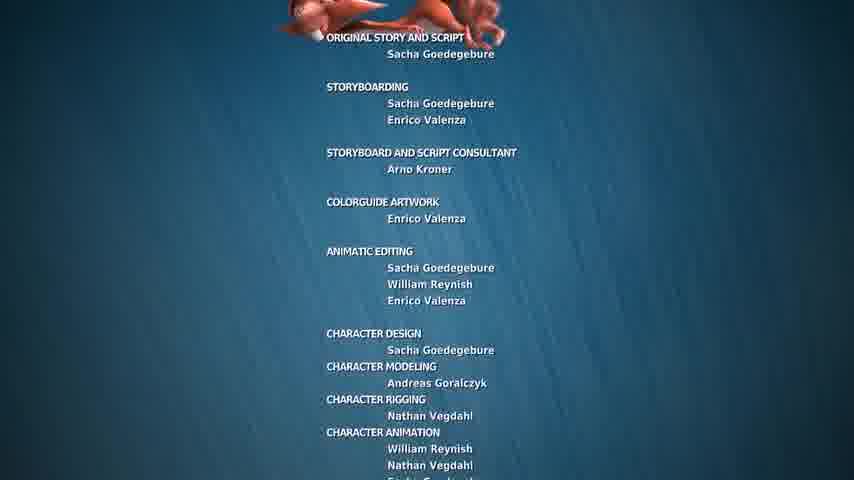 ORIGINAL STORY AND SCRIPT
Sacha Goedegebure
STORYBOARDING
Sacha Goedegebure
Enrico Valenza
STORYBOARD AND SCRIPT CONSULTANT
Arno Kroner
COLORGUIDE ARTWORK
Enrico Valenza
ANIMATIC EDITING
Sacha Goedegebure
William Reynish
Enrico Valenza
CHARACTER DESIGN
Sacha Goedegebure
CHARACTER MODELING
Andreas Goralczyk
CHARACTER RIGGING
Nathan Vegdahl
CHARACTER ANIMATION
William Reynish
Nathan Vegdahl